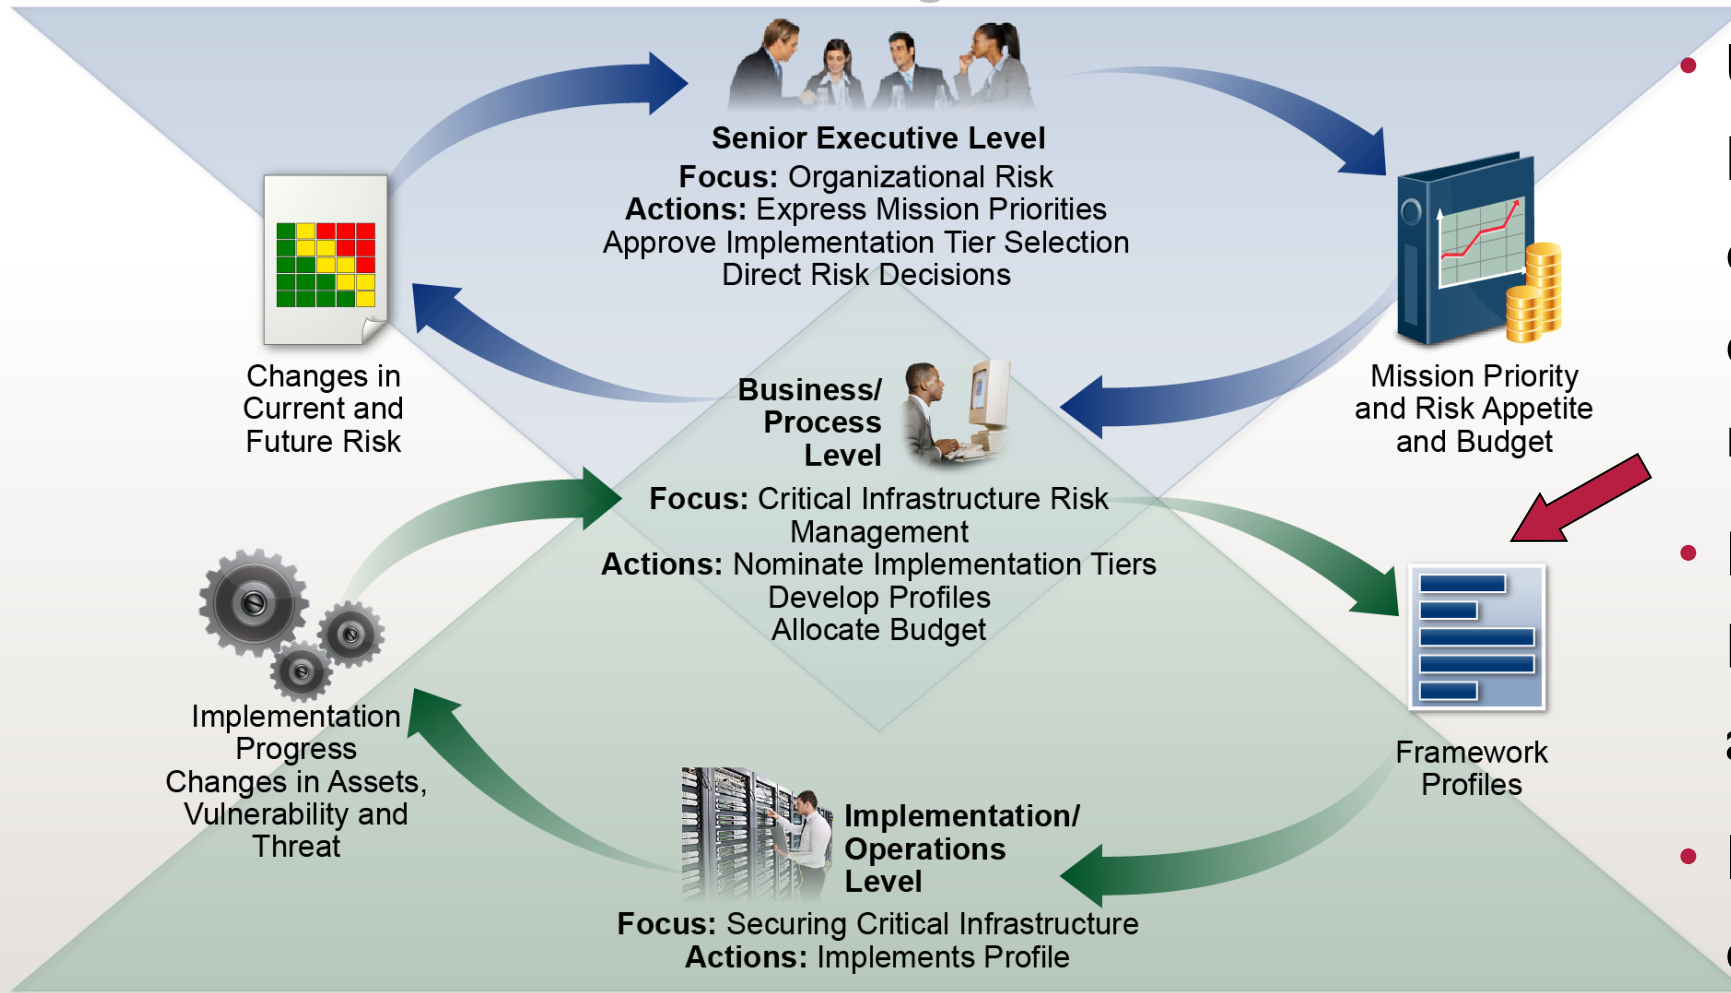 Senior Executive Level
Focus: Organizational Risk
Actions: Express Mission Priorities
Approve Implementation Tier Selection
Direct Risk Decisions
Changes in
Current and
Future Risk
Mission Priority
and Risk Appetite
and Budget
Business/
Process
Level
Focus: Critical Infrastructure Risk
Management
Actions: Nominate Implementation Tiers
Develop Profiles
Allocate Budget
Implementation
Progress
Changes in Assets,
Vulnerability and
Threat
Framework
Profiles
Implementation/
Operations
Level
Focus: Securing Critical Infrastructure
Actions: Implements Profile